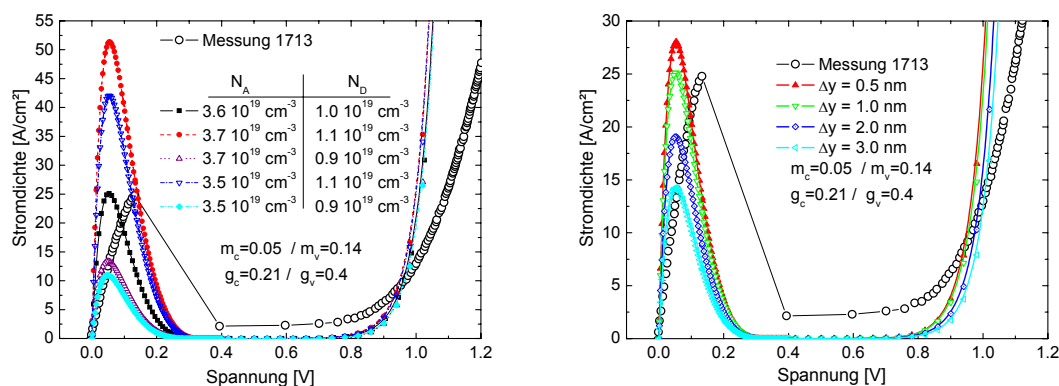 Stromdichte [A/cm²]
55
50
45
40
35
30
25
20
15
10
5
0
Messung 1713
N_A N_D
3.6 10^19 cm^-3 1.0 10^19 cm^-3
3.7 10^19 cm^-3 1.1 10^19 cm^-3
3.7 10^19 cm^-3 0.9 10^19 cm^-3
3.5 10^19 cm^-3 1.1 10^19 cm^-3
3.5 10^19 cm^-3 0.9 10^19 cm^-3
m_c=0.05 / m_v=0.14
g_c=0.21 / g_v=0.4
0.0 0.2 0.4 0.6 0.8 1.0 1.2
Spannung [V]
Stromdichte [A/cm²]
30
25
20
15
10
5
0
Messung 1713
Δy = 0.5 nm
Δy = 1.0 nm
Δy = 2.0 nm
Δy = 3.0 nm
m_c=0.05 / m_v=0.14
g_c=0.21 / g_v=0.4
0.0 0.2 0.4 0.6 0.8 1.0 1.2
Spannung [V]